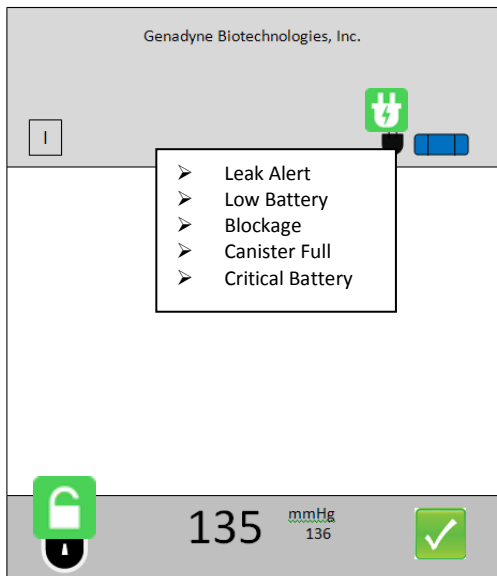 Genadyne Biotechnologies, Inc.
I
➢ Leak Alert
➢ Low Battery
➢ Blockage
➢ Canister Full
➢ Critical Battery
135 mmHg
136